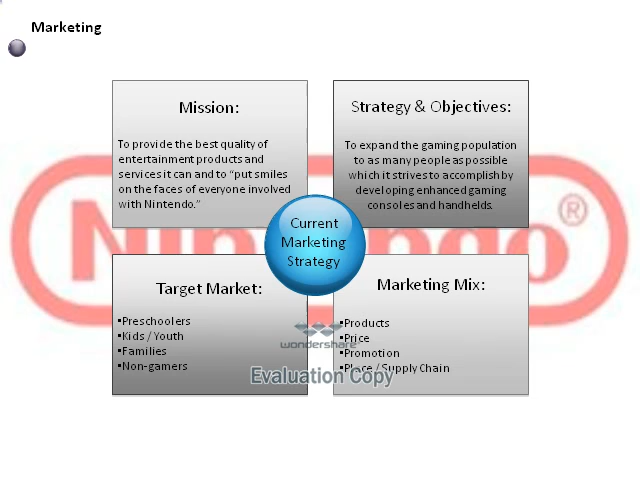 Marketing
Mission:
To provide the best quality of
entertainment products and
services it can and to “put smiles
on the faces of everyone involved
with Nintendo.”
Strategy & Objectives:
To expand the gaming population
to as many people as possible
which it strives to accomplish by
developing enhanced gaming
consoles and handhelds.
Nintendo®
Current
Marketing
Strategy
Target Market:
▪Preschoolers
▪Kids / Youth
▪Families
▪Non-gamers
Marketing Mix:
▪Products
▪Price
▪Promotion
▪Place / Supply Chain
wondershare
Evaluation Copy